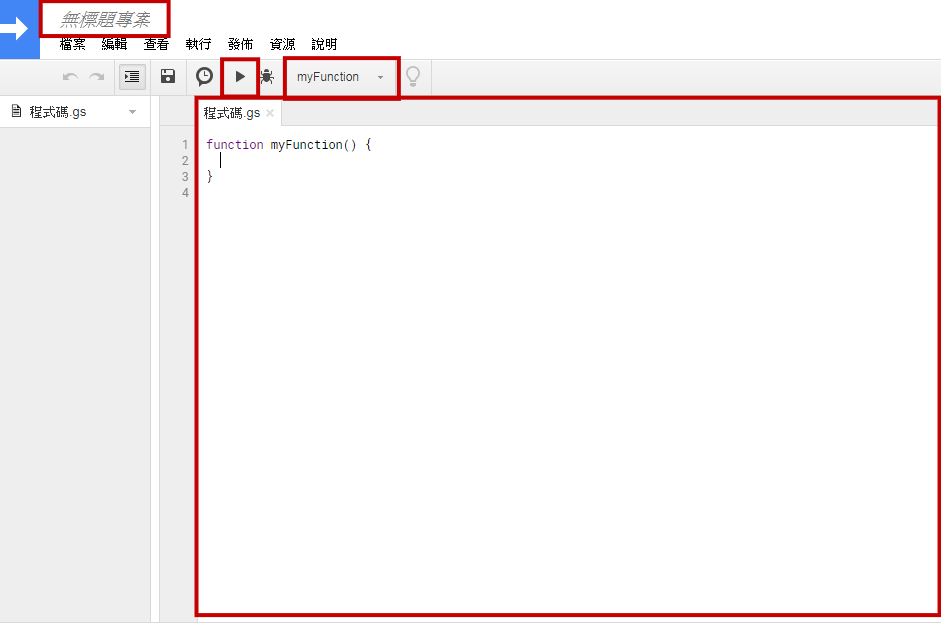 無標題專案
檔案 編輯 查看 執行 發佈 資源 說明
myFunction
程式碼.gs
程式碼.gs ×
1 function myFunction() {
2
3 }
4